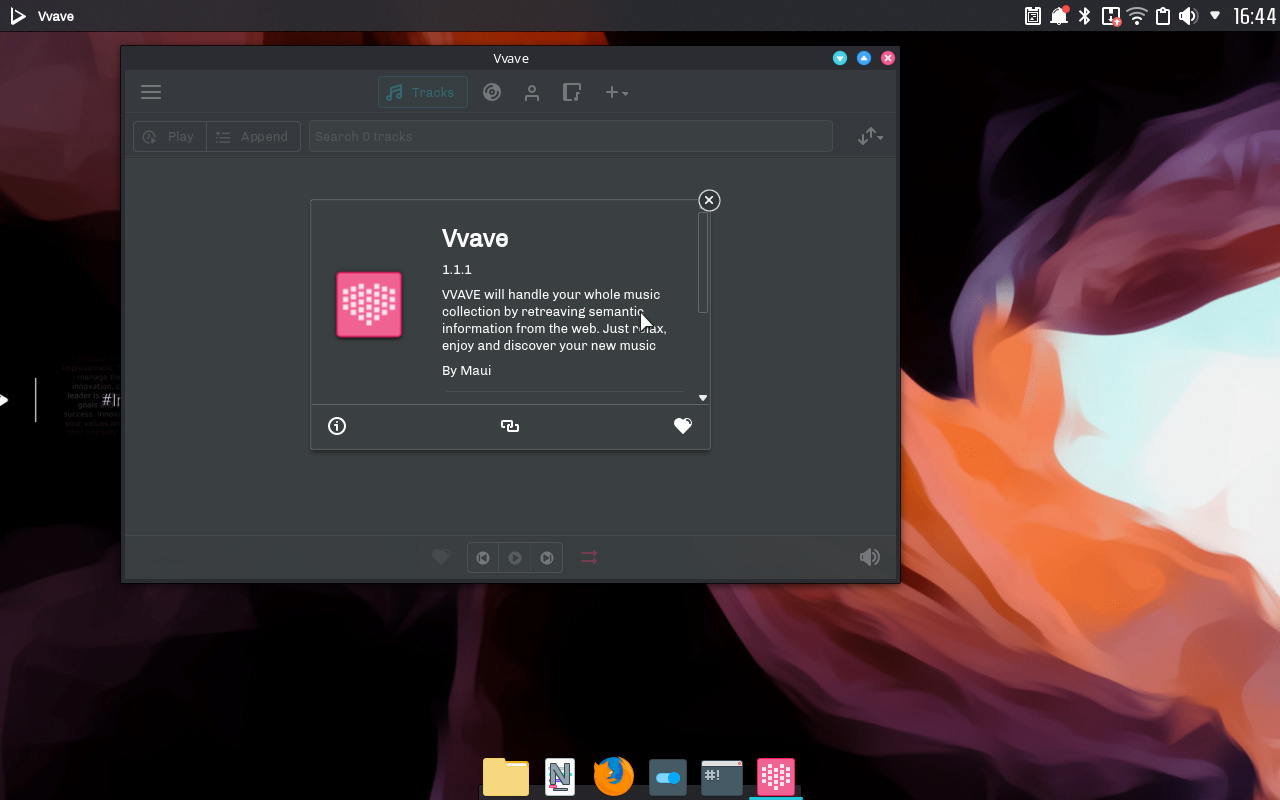 Vvave
16:44
Vvave
Tracks
Play
Append
Search 0 tracks
Vvave
1.1.1
VVAVE will handle your whole music
collection by retreaving semantic
information from the web. Just relax,
enjoy and discover your new music
By Maui
#!